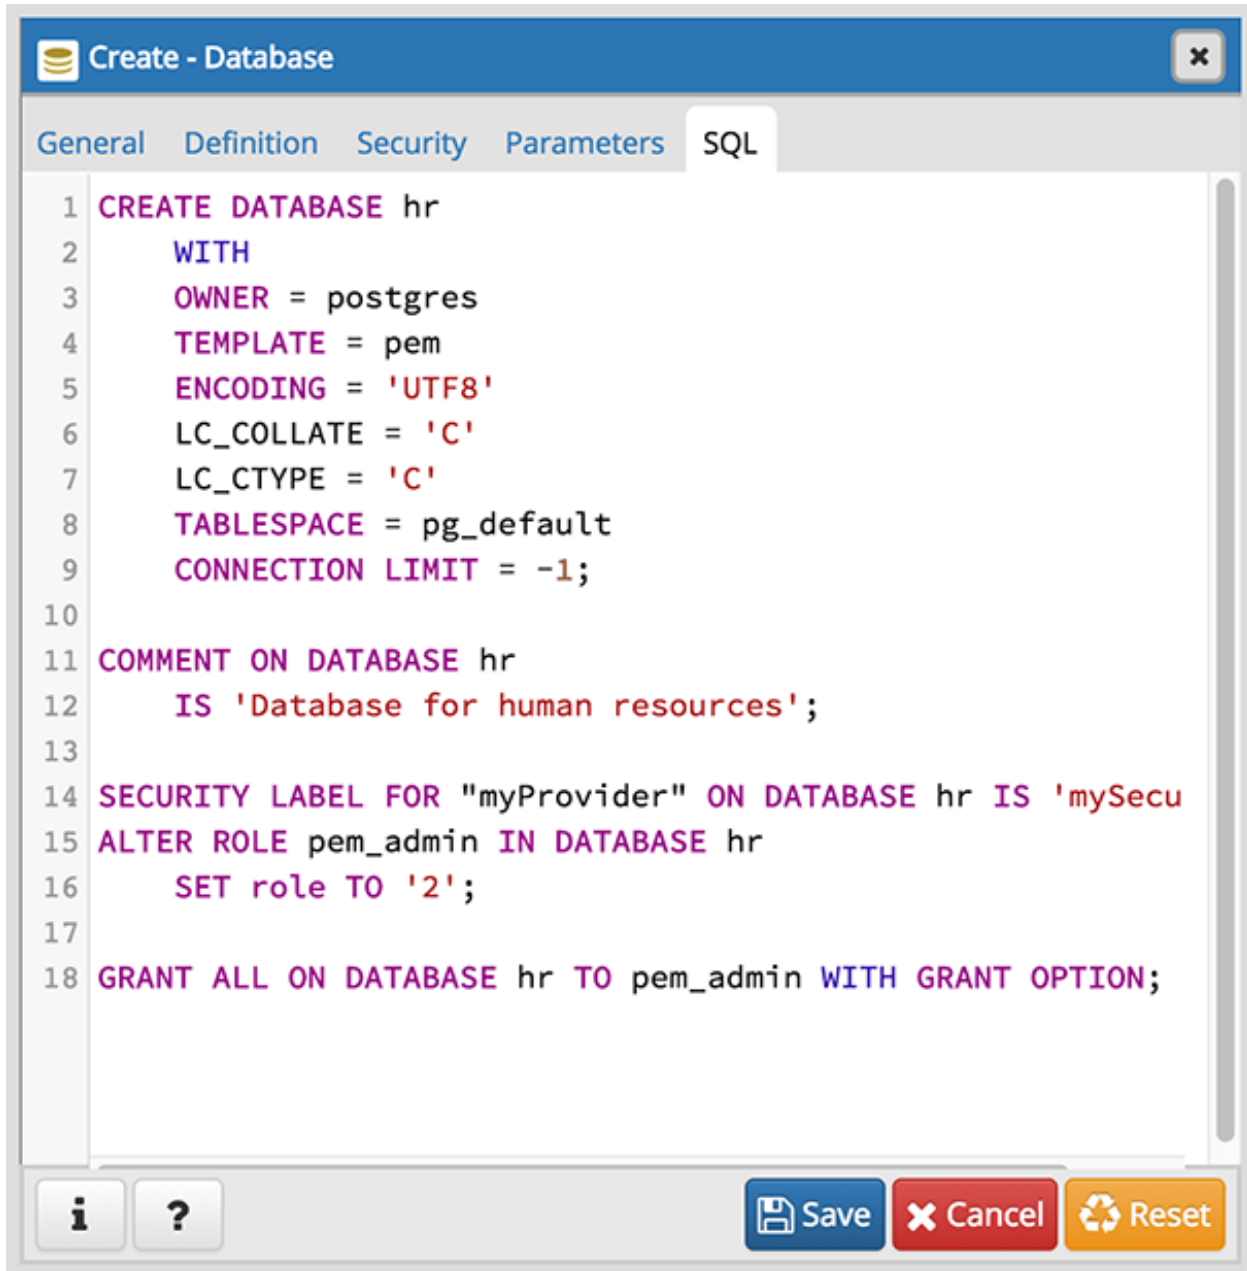 Create - Database
General Definition Security Parameters SQL
1 CREATE DATABASE hr
2 WITH
3 OWNER = postgres
4 TEMPLATE = pem
5 ENCODING = 'UTF8'
6 LC_COLLATE = 'C'
7 LC_CTYPE = 'C'
8 TABLESPACE = pg_default
9 CONNECTION LIMIT = -1;
10
11 COMMENT ON DATABASE hr
12 IS 'Database for human resources';
13
14 SECURITY LABEL FOR "myProvider" ON DATABASE hr IS 'mySecu
15 ALTER ROLE pem_admin IN DATABASE hr
16 SET role TO '2';
17
18 GRANT ALL ON DATABASE hr TO pem_admin WITH GRANT OPTION;
i ? Save Cancel Reset